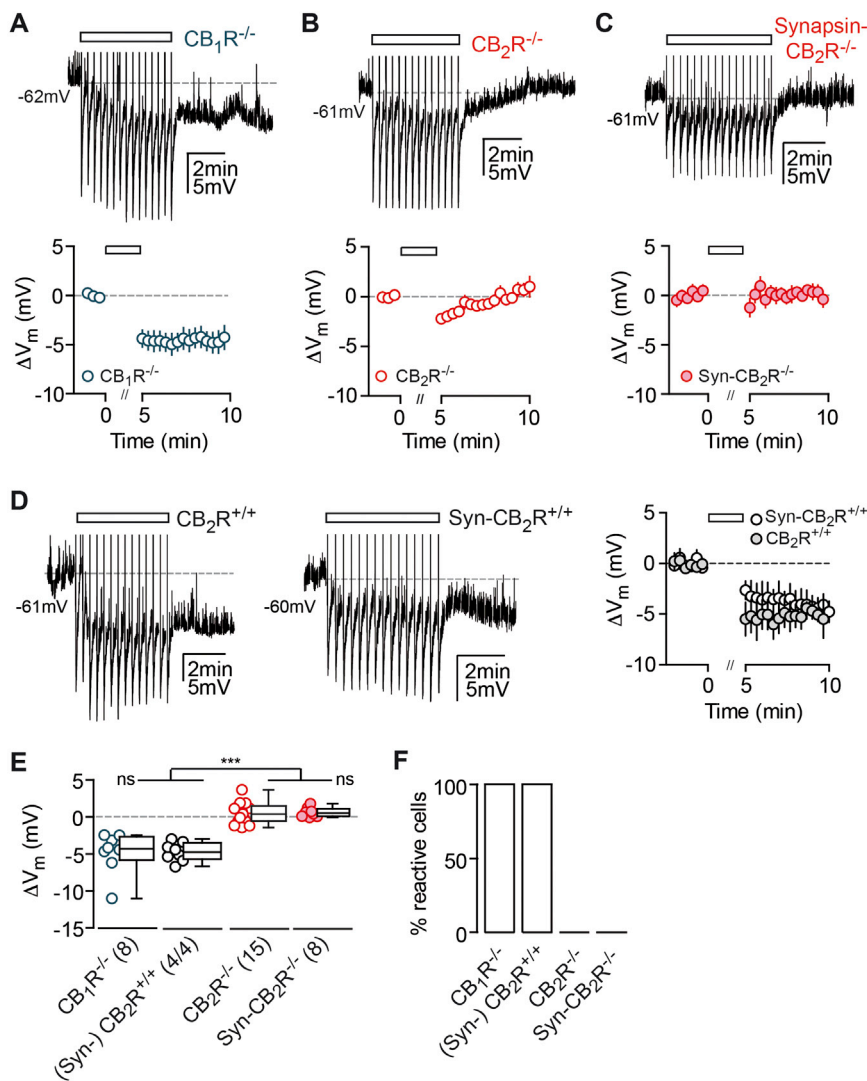 A
CB1R-/-
-62mV
2min
5mV
B
CB2R-/-
-61mV
2min
5mV
C
Synapsin-
CB2R-/-
-61mV
2min
5mV
ΔVm (mV)
5
0
-5
-10
CB1R-/-
0 // 5 10
Time (min)
ΔVm (mV)
5
0
-5
-10
CB2R-/-
0 // 5 10
Time (min)
ΔVm (mV)
5
0
-5
-10
Syn-CB2R-/-
0 // 5 10
Time (min)
D
CB2R+/+
-61mV
2min
5mV
Syn-CB2R+/+
-60mV
2min
5mV
ΔVm (mV)
5
0
-5
-10
Syn-CB2R+/+
CB2R+/+
0 // 5 10
Time (min)
E
ΔVm (mV)
5
0
-5
-10
-15
ns
***
ns
CB1R-/- (8)
(Syn-) CB2R+/+ (4/4)
CB2R-/- (15)
Syn-CB2R-/- (8)
F
% reactive cells
100
50
0
CB1R-/-
(Syn-) CB2R+/+
CB2R-/-
Syn-CB2R-/-